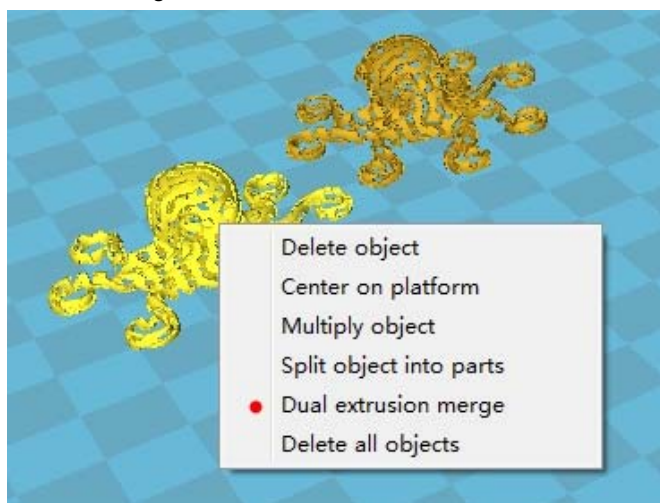 Delete object
Center on platform
Multiply object
Split object into parts
Dual extrusion merge
Delete all objects